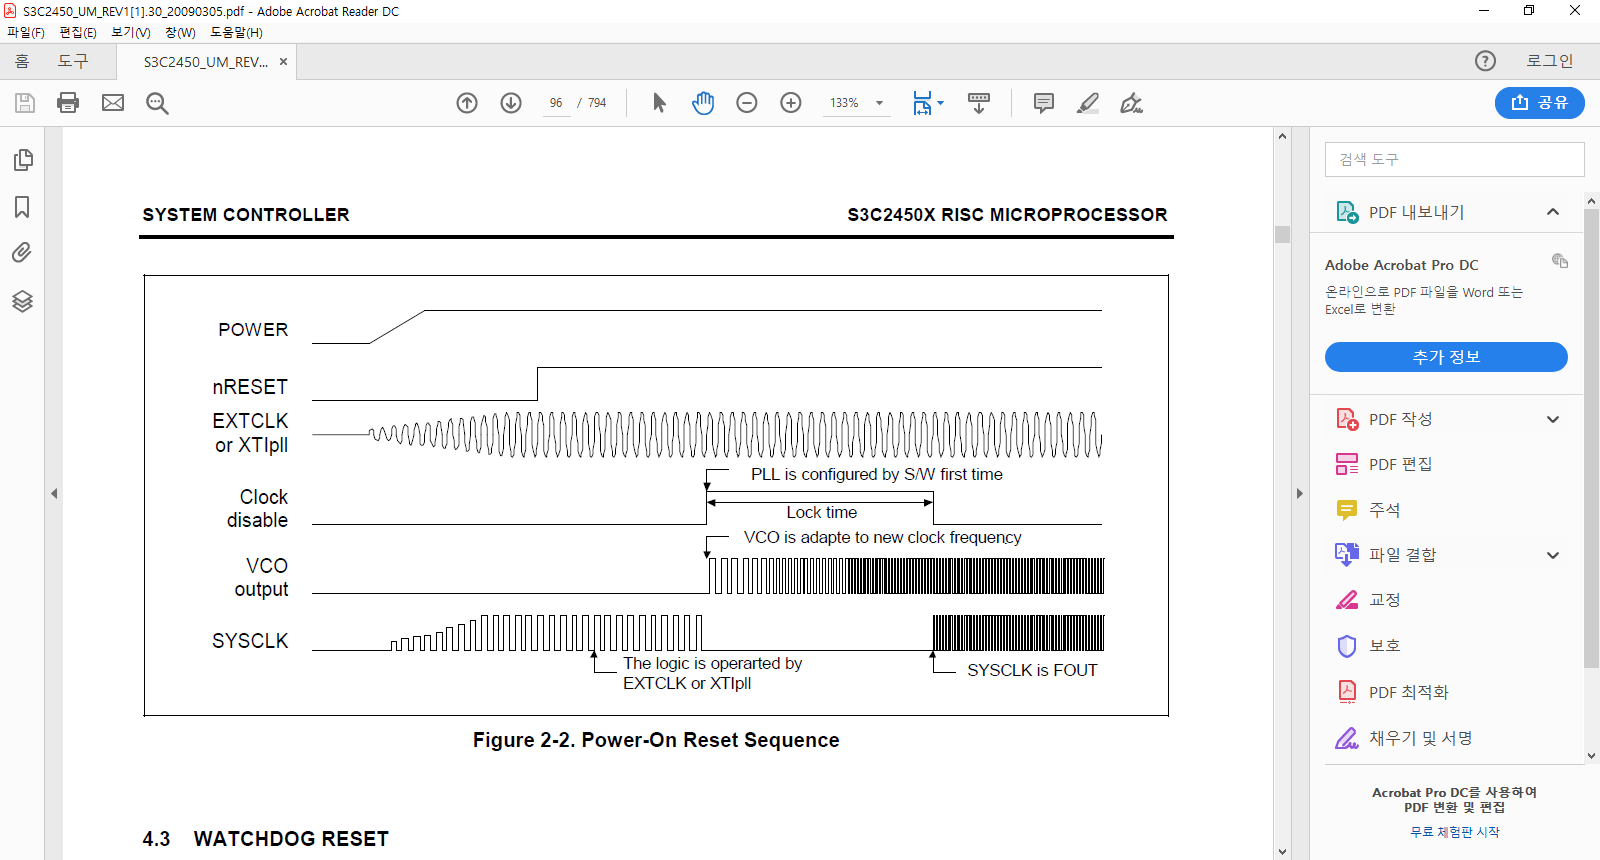 S3C2450_UM_REV1[1].30_20090305.pdf - Adobe Acrobat Reader DC
파일(F) 편집(E) 보기(V) 창(W) 도움말(H)
홈 도구 S3C2450_UM_REV... × ? 로그인
96 / 794 133% 공유
검색 도구
PDF 내보내기
Adobe Acrobat Pro DC
온라인으로 PDF 파일을 Word 또는
Excel로 변환
추가 정보
PDF 작성
PDF 편집
주석
파일 결합
교정
보호
PDF 최적화
채우기 및 서명
Acrobat Pro DC를 사용하여
PDF 변환 및 편집
무료 체험판 시작
SYSTEM CONTROLLER S3C2450X RISC MICROPROCESSOR
POWER
nRESET
EXTCLK
or XTIpll
PLL is configured by S/W first time
Clock
disable
Lock time
VCO is adapte to new clock frequency
VCO
output
SYSCLK
The logic is operarted by
EXTCLK or XTIpll
SYSCLK is FOUT
Figure 2-2. Power-On Reset Sequence
4.3 WATCHDOG RESET